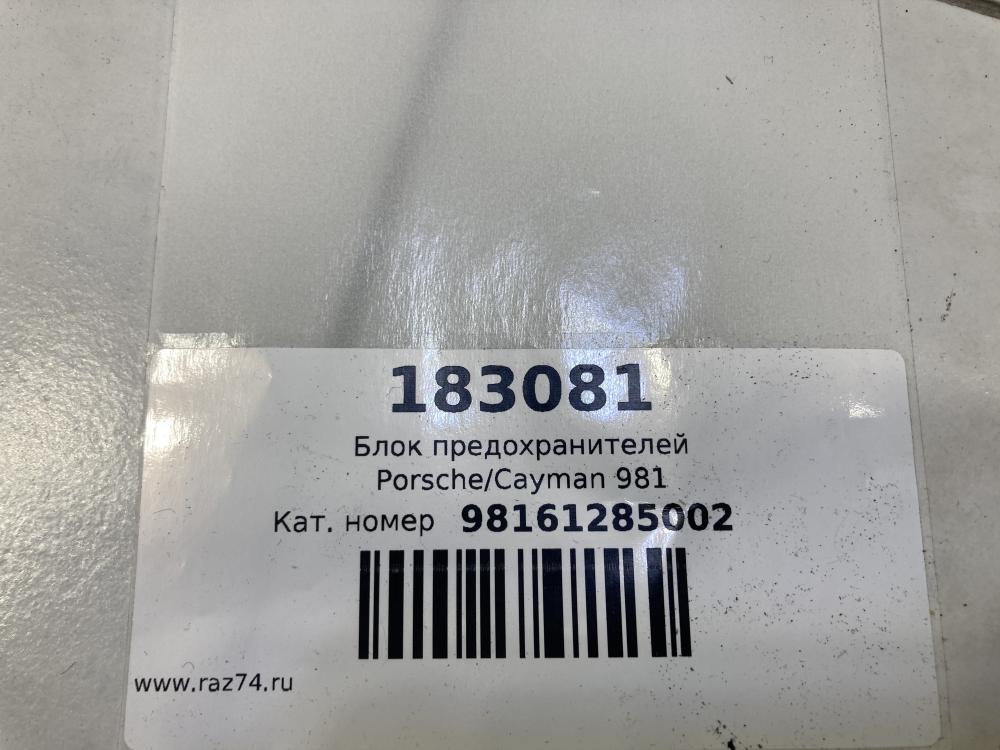 183081
Блок предохранителей
Porsche/Cayman 981
Кат. номер 98161285002
www.raz74.ru